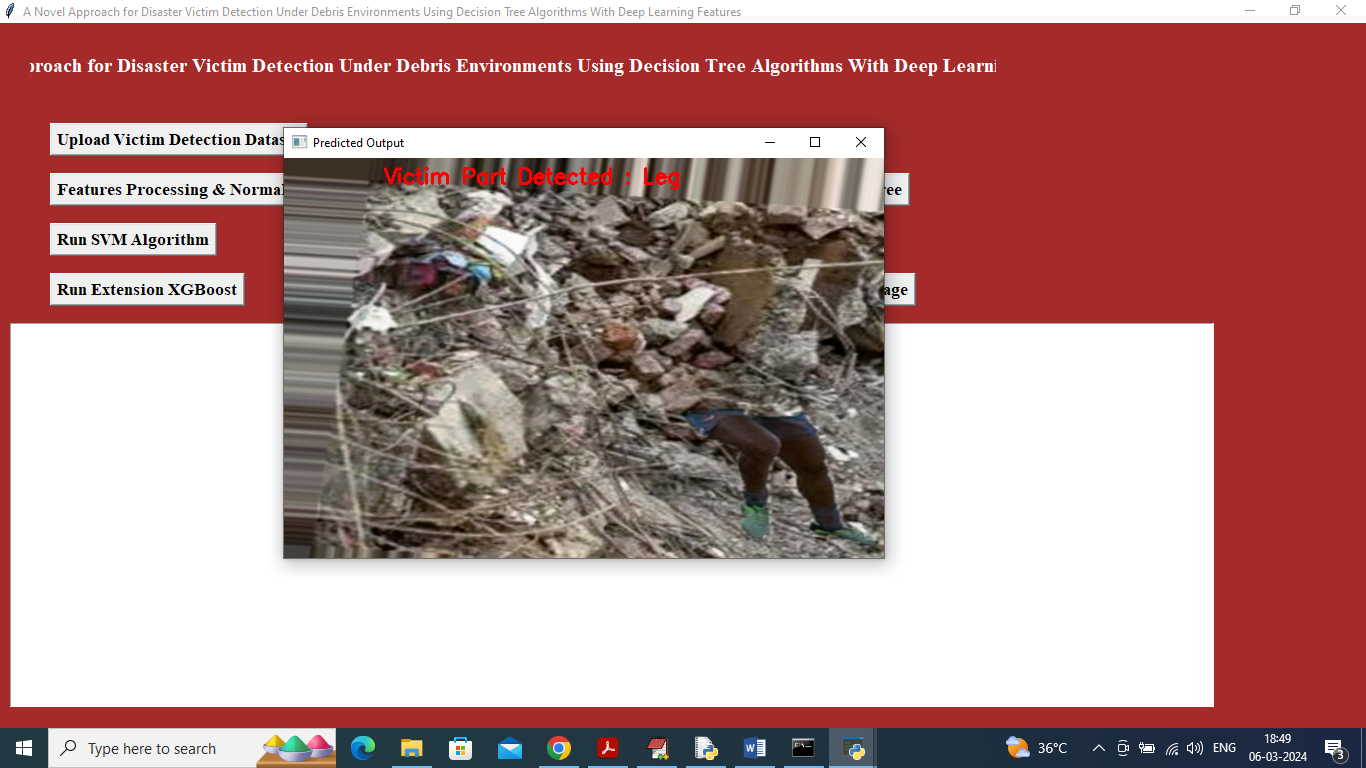 A Novel Approach for Disaster Victim Detection Under Debris Environments Using Decision Tree Algorithms With Deep Learning Features
proach for Disaster Victim Detection Under Debris Environments Using Decision Tree Algorithms With Deep Learni
Upload Victim Detection Datas
Predicted Output
Victim Part Detected : Leg
Features Processing & Normal
ree
Run SVM Algorithm
Run Extension XGBoost
age
Type here to search
36°C
ENG
18:49
06-03-2024
3